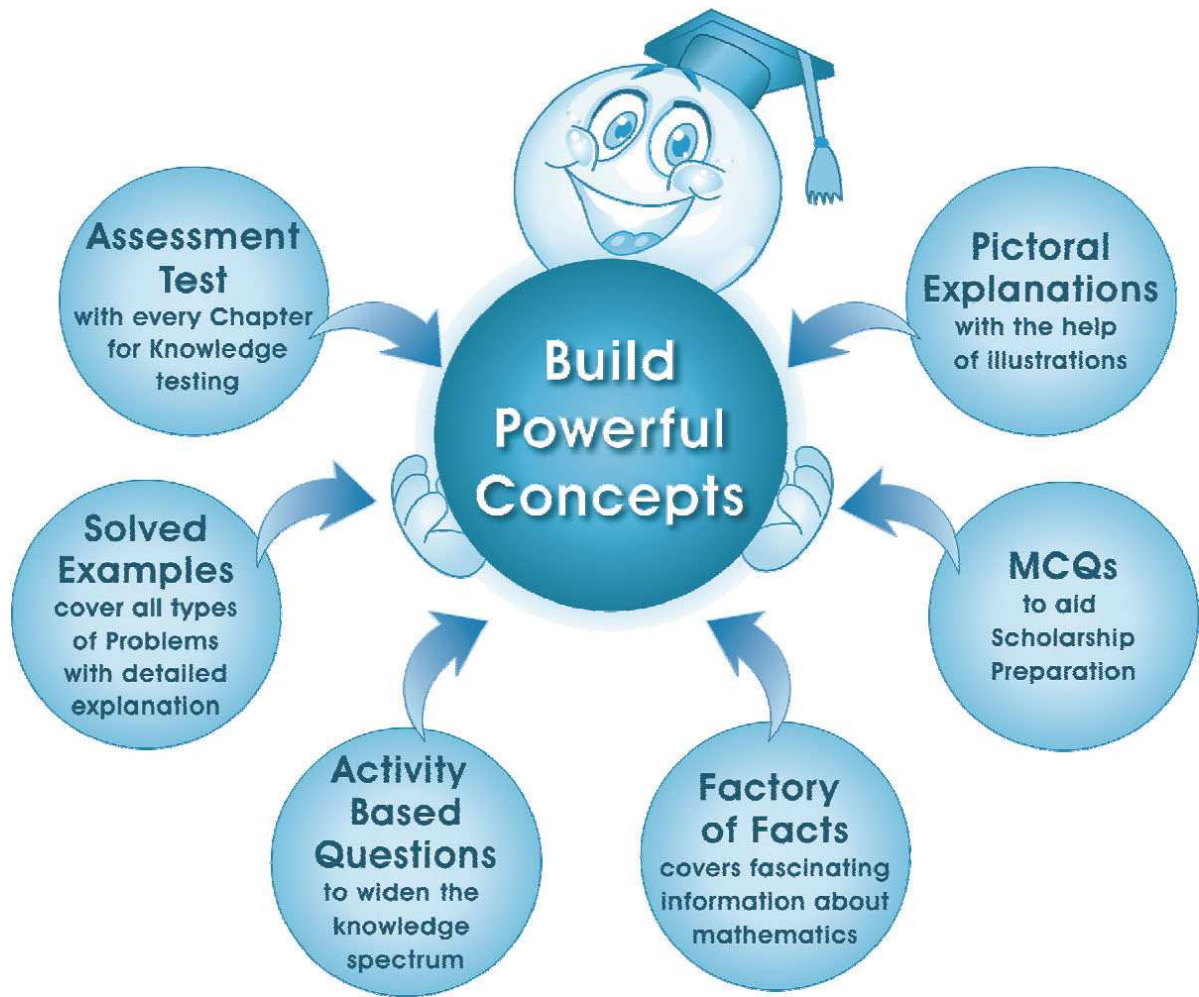 Assessment
Test
with every Chapter
for Knowledge
testing
Pictoral
Explanations
with the help
of illustrations
Build
Powerful
Concepts
Solved
Examples
cover all types
of Problems
with detailed
explanation
MCQs
to aid
Scholarship
Preparation
Activity
Based
Questions
to widen the
knowledge
spectrum
Factory
of Facts
covers fascinating
information about
mathematics